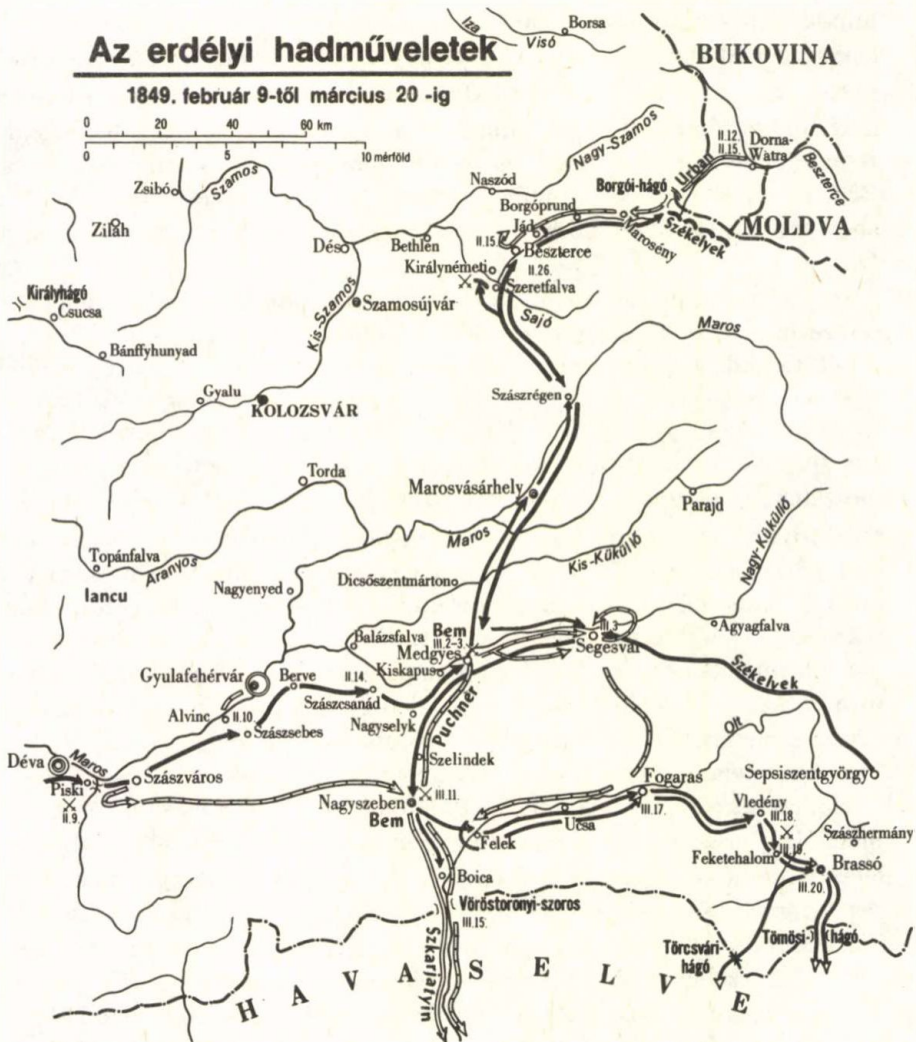 Az erdélyi hadműveletek
1849. február 9-től március 20 -ig
0 20 40 60 km
0 5 10 mérföld
Iza
Visó
Borsa
BUKOVINA
II.12.
II.15.
Dorna-
Watra
Beszterce
Urban
Zsibó
Szamos
Nagy-Szamos
Naszód
Borgói-hágó
Borgóprund
Zilah
Jád
MOLDVA
Székelyek
Marosény
Dés
Bethlen
II.15.
Beszterce
Királynémeti
II.26.
Szeretfalva
Királyhágó
Csucsa
Szamosújvár
Kis-Szamos
Sajó
Maros
Bánffyhunyad
Gyalu
KOLOZSVÁR
Szászrégen
Torda
Marosvásárhely
Parajd
Maros
Topánfalva
Aranyos
Iancu
Kis-Küküllő
Nagy-Küküllő
Dicsőszentmárton
Nagyenyed
Bem
III.2-3.
III.3
Segesvár
Agyagfalva
Balázsfalva
Medgyes
Kiskapus
Székelyek
Gyulafehérvár
Berve
II.14.
Szászcsanád
Puchner
Alvinc
II.10.
Szászsebes
Nagyselyk
Olt
Szelindek
Déva
Maros
Piski
II.9.
Szászváros
Nagyszeben
III.11.
Bem
Fogaras
III.17.
Sepsiszentgyörgy
Vledény
III.18.
Felek
Ucsa
Szászhermány
Feketehalom
III.19.
Brassó
III.20.
Boica
Vöröstoronyi-szoros
III.15.
Szkarjatyin
Törcsvári-
hágó
Tömösi-hágó
HAVASELVE